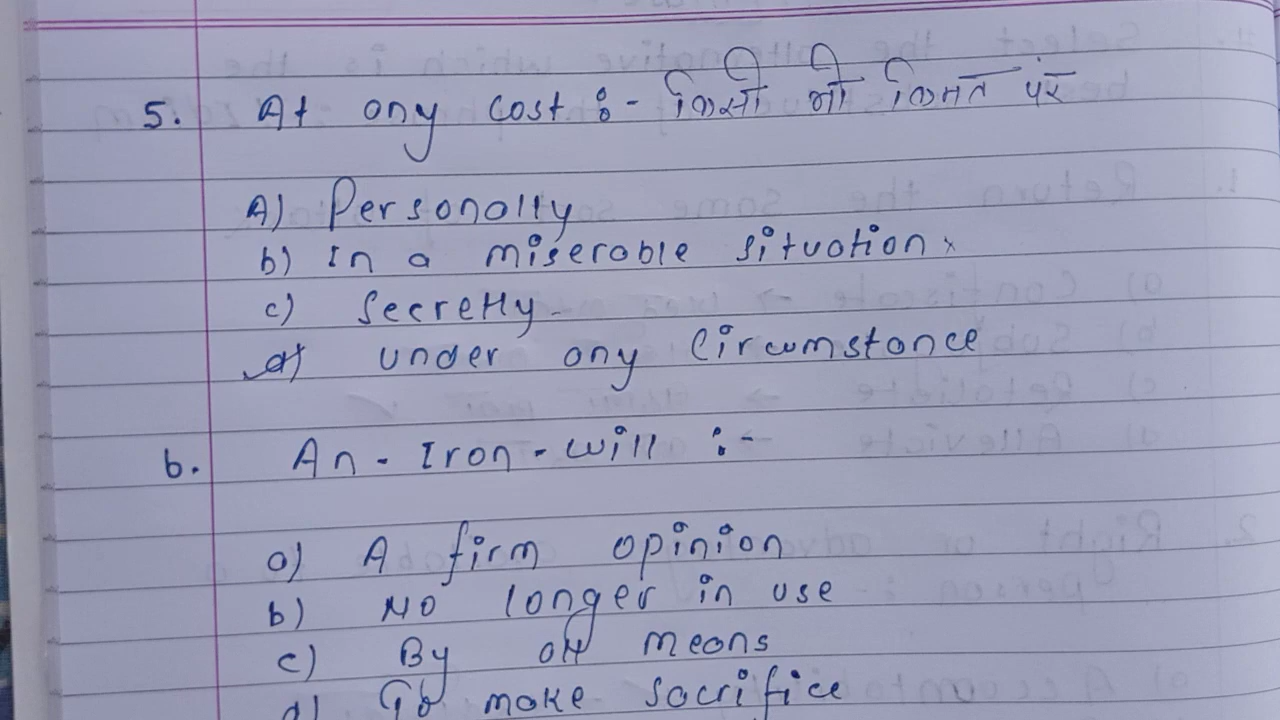 5. At any cost :- किसी भी किमत पर
A) Personally
b) In a miserable situation x
c) Secretly
d) under any Circumstance
6. An - Iron - will :-
a) A firm opinion
b) No longer in use
c) By all means
d) To make sacrifice